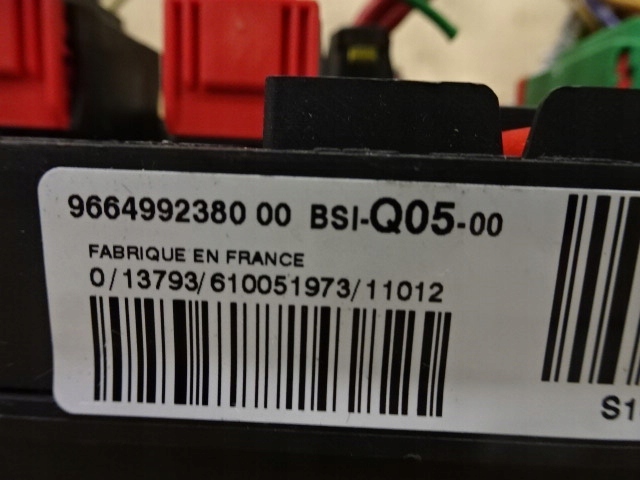 9664992380 00 BSI-Q05-00
FABRIQUE EN FRANCE
0/13793/610051973/11012
S1